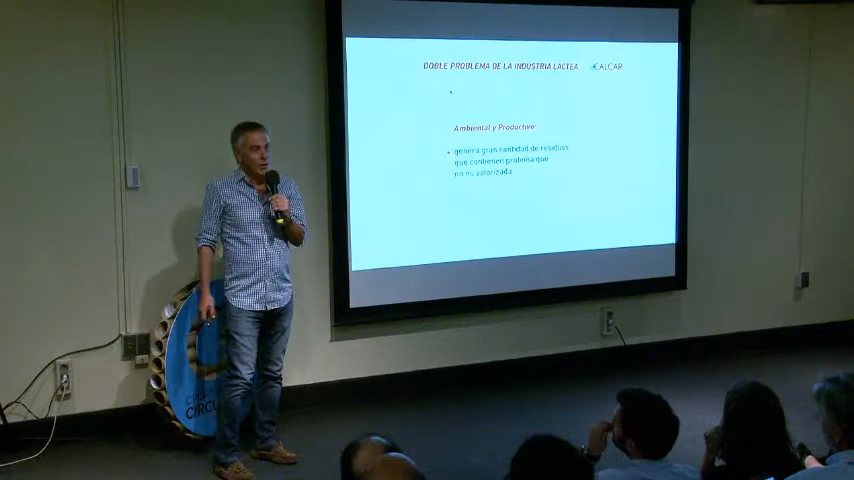 DOBLE PROBLEMA DE LA INDUSTRIA LACTEA CALCAR
Ambiental y Productivo:
• genera gran cantidad de residuos
que contienen proteína que
no es valorizada
CIRCU